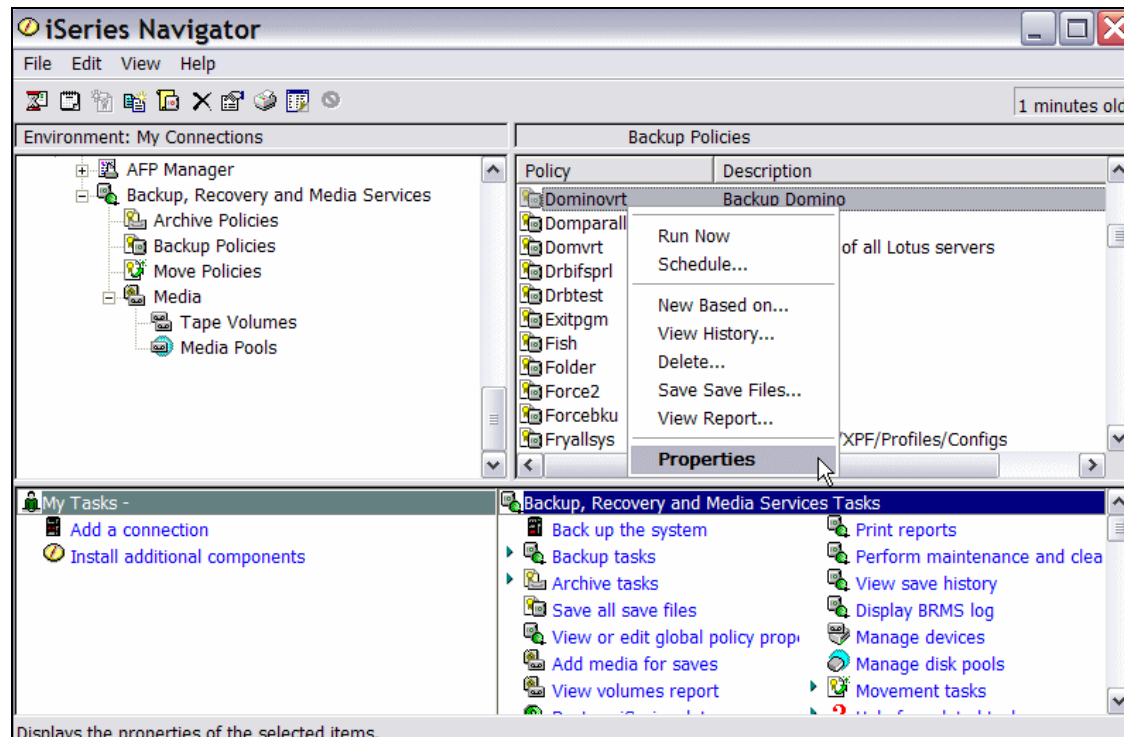 iSeries Navigator
File Edit View Help
1 minutes old
Environment: My Connections
Backup Policies
AFP Manager
Backup, Recovery and Media Services
Archive Policies
Backup Policies
Move Policies
Media
Tape Volumes
Media Pools
Policy Description
Dominovrt Backup Domino
Domparall
Domvrt of all Lotus servers
Drbifsprl
Drbtest
Exitpgm
Fish
Folder
Force2
Forcebku
Fryallsys /XPF/Profiles/Configs
Run Now
Schedule...
New Based on...
View History...
Delete...
Save Save Files...
View Report...
Properties
My Tasks -
Add a connection
Install additional components
Backup, Recovery and Media Services Tasks
Back up the system
Backup tasks
Archive tasks
Save all save files
View or edit global policy prope
Add media for saves
View volumes report
Print reports
Perform maintenance and clea
View save history
Display BRMS log
Manage devices
Manage disk pools
Movement tasks
Displays the properties of the selected items.